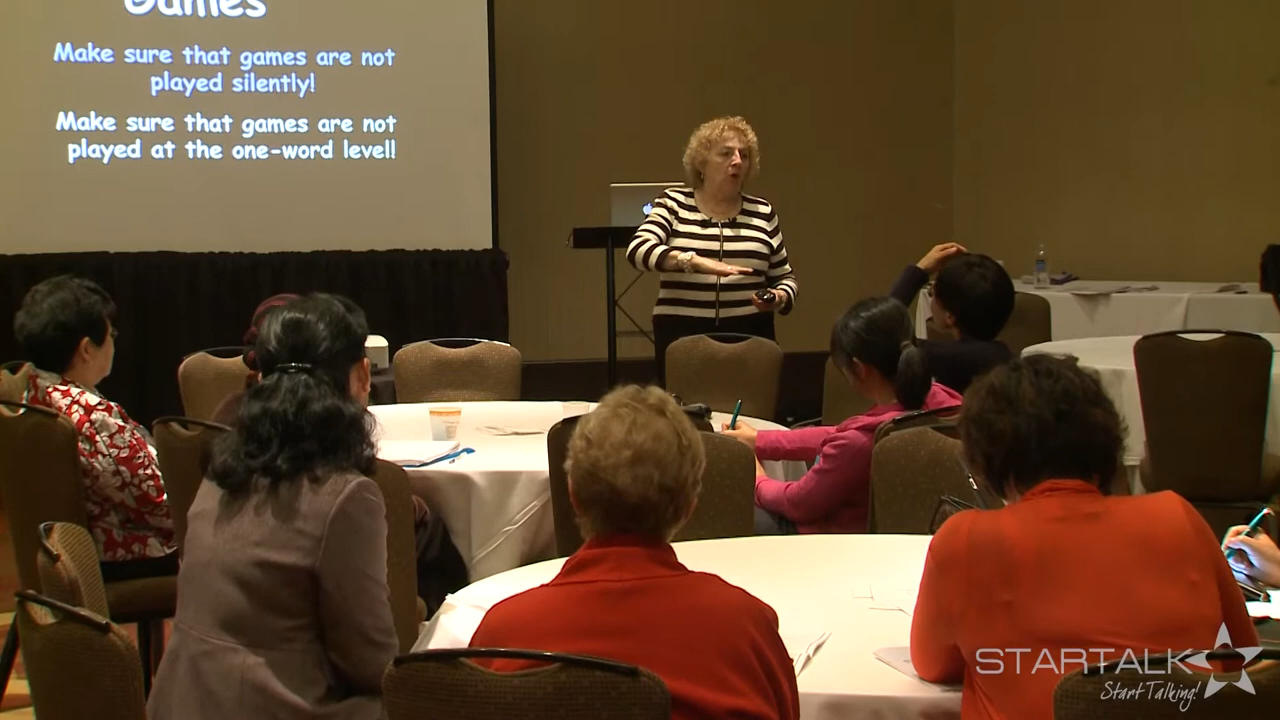 Games
Make sure that games are not
played silently!
Make sure that games are not
played at the one-word level!
STARTALK
Start Talking!